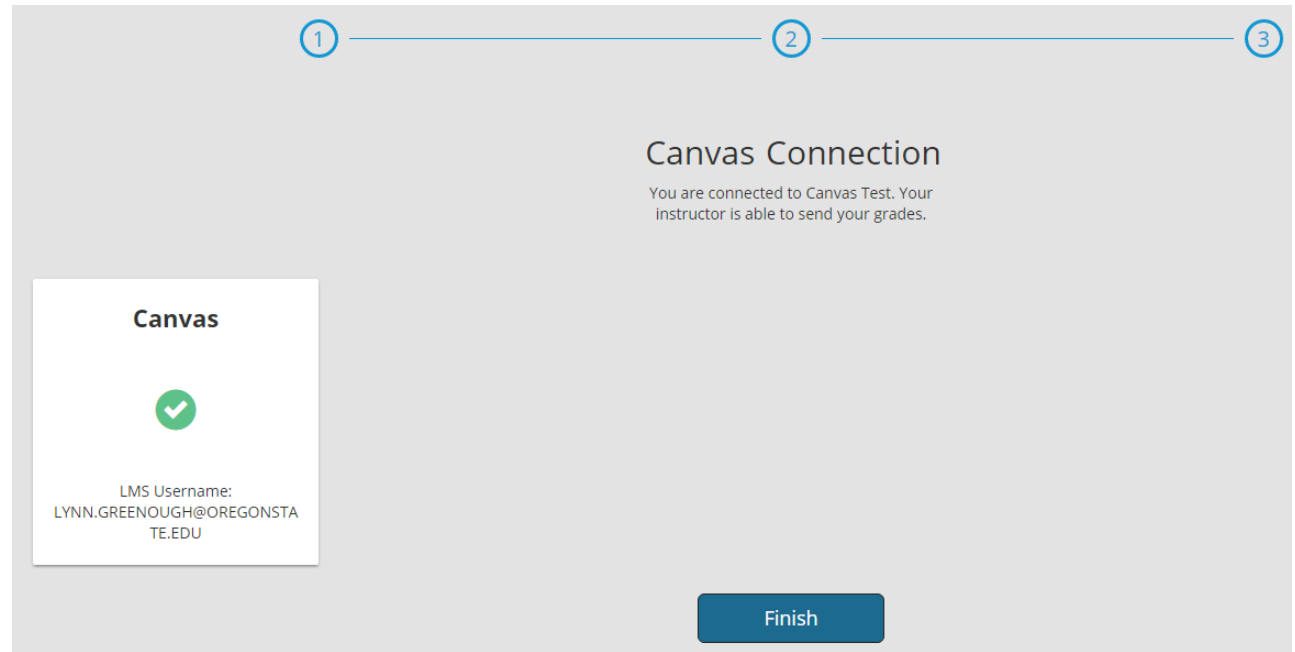 1
2
3
Canvas Connection
You are connected to Canvas Test. Your
instructor is able to send your grades.
Canvas
LMS Username:
LYNN.GREENOUGH@OREGONSTA
TE.EDU
Finish